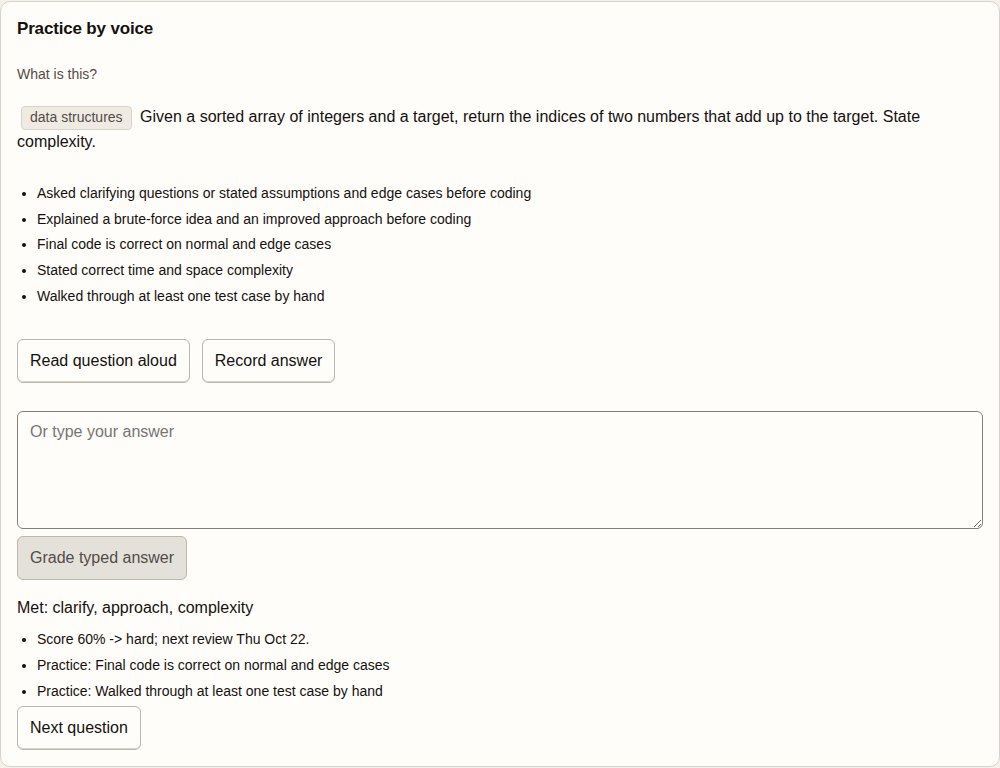 Practice by voice
What is this?
data structures Given a sorted array of integers and a target, return the indices of two numbers that add up to the target. State
complexity.
Asked clarifying questions or stated assumptions and edge cases before coding
Explained a brute-force idea and an improved approach before coding
Final code is correct on normal and edge cases
Stated correct time and space complexity
Walked through at least one test case by hand
Read question aloud Record answer
Or type your answer
Grade typed answer
Met: clarify, approach, complexity
Score 60% -> hard; next review Thu Oct 22.
Practice: Final code is correct on normal and edge cases
Practice: Walked through at least one test case by hand
Next question